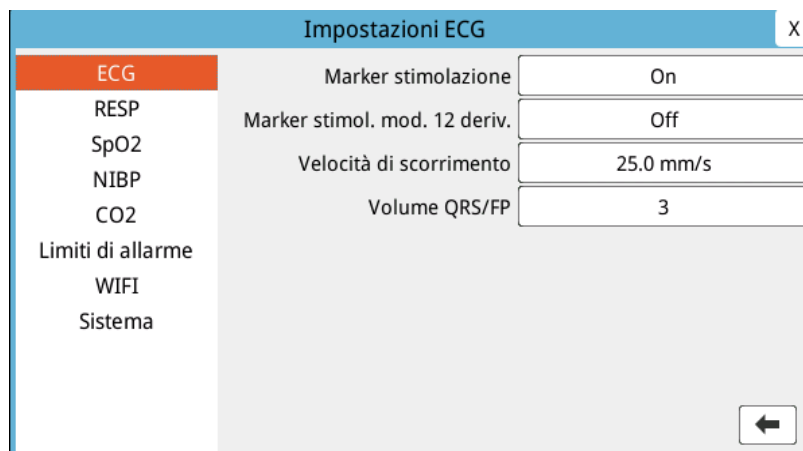 Impostazioni ECG
X
ECG
RESP
SpO2
NIBP
CO2
Limiti di allarme
WIFI
Sistema
Marker stimolazione On
Marker stimol. mod. 12 deriv. Off
Velocità di scorrimento 25.0 mm/s
Volume QRS/FP 3